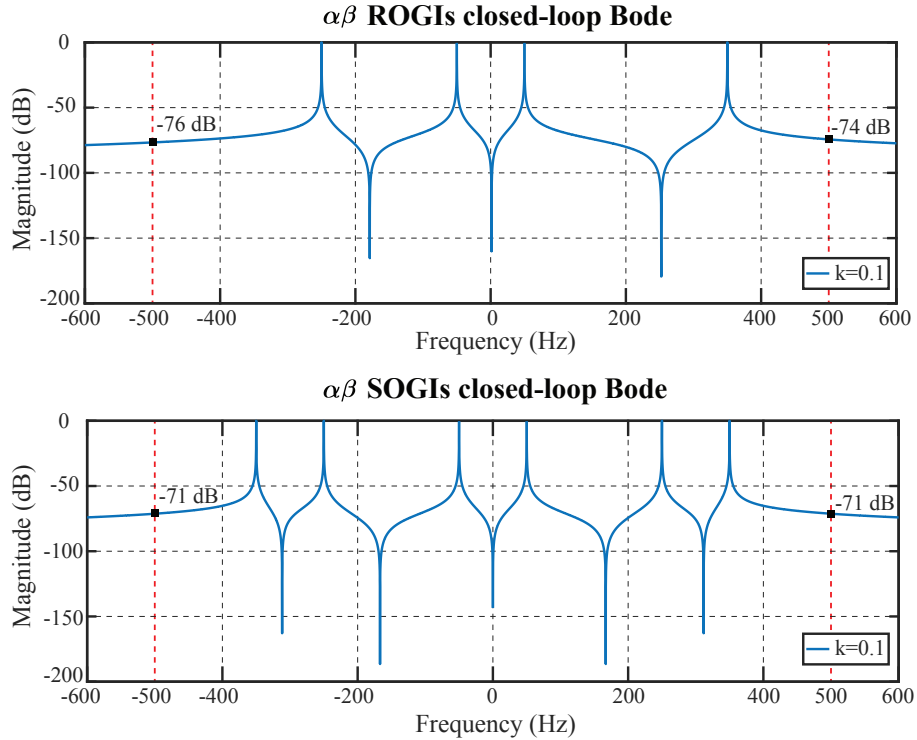 αβ ROGIs closed-loop Bode
Magnitude (dB)
0
-50
-100
-150
-200
-76 dB
-74 dB
k=0.1
-600 -500 -400 -200 0 200 400 500 600
Frequency (Hz)
αβ SOGIs closed-loop Bode
Magnitude (dB)
0
-50
-100
-150
-200
-71 dB
-71 dB
k=0.1
-600 -500 -400 -200 0 200 400 500 600
Frequency (Hz)